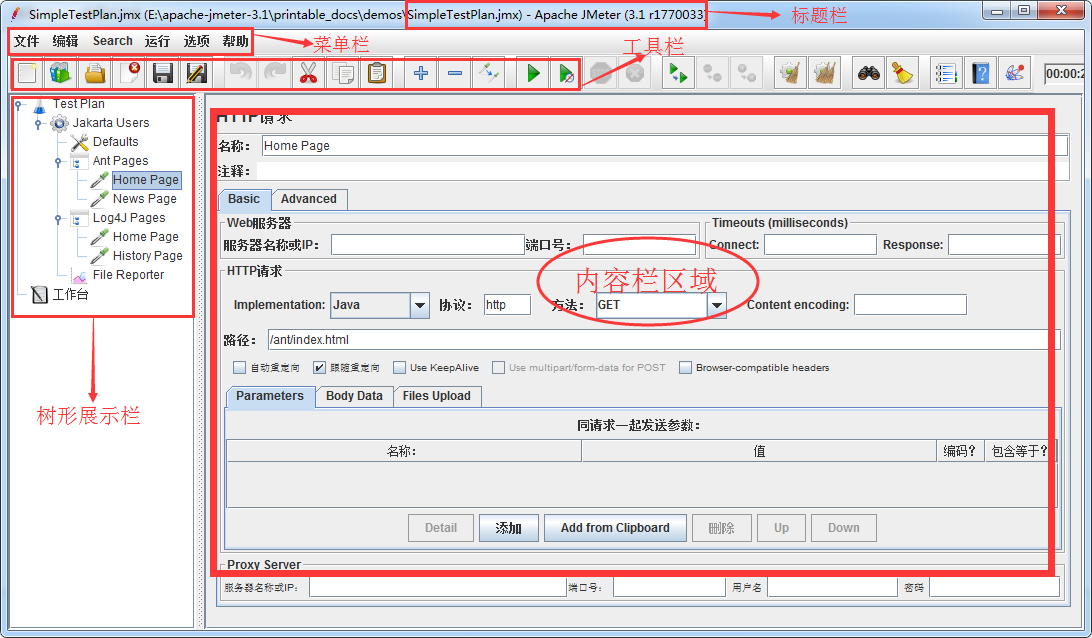 SimpleTestPlan.jmx (E:\apache-jmeter-3.1\printable_docs\demos\SimpleTestPlan.jmx) - Apache JMeter (3.1 r1770033)
标题栏
文件 编辑 Search 运行 选项 帮助
菜单栏
工具栏
00:00:2
Test Plan
Jakarta Users
Defaults
Ant Pages
Home Page
News Page
Log4J Pages
Home Page
History Page
File Reporter
工作台
树形展示栏
HTTP请求
名称: Home Page
注释:
Basic Advanced
Web服务器
服务器名称或IP: 端口号:
Timeouts (milliseconds)
Connect: Response:
内容栏区域
HTTP请求
Implementation: Java 协议: http 方法: GET Content encoding:
路径: /ant/index.html
自动重定向 跟随重定向 Use KeepAlive Use multipart/form-data for POST Browser-compatible headers
Parameters Body Data Files Upload
同请求一起发送参数:
名称: 值 编码? 包含等于?
Detail 添加 Add from Clipboard 删除 Up Down
Proxy Server
服务器名称或IP: 端口号: 用户名 密码